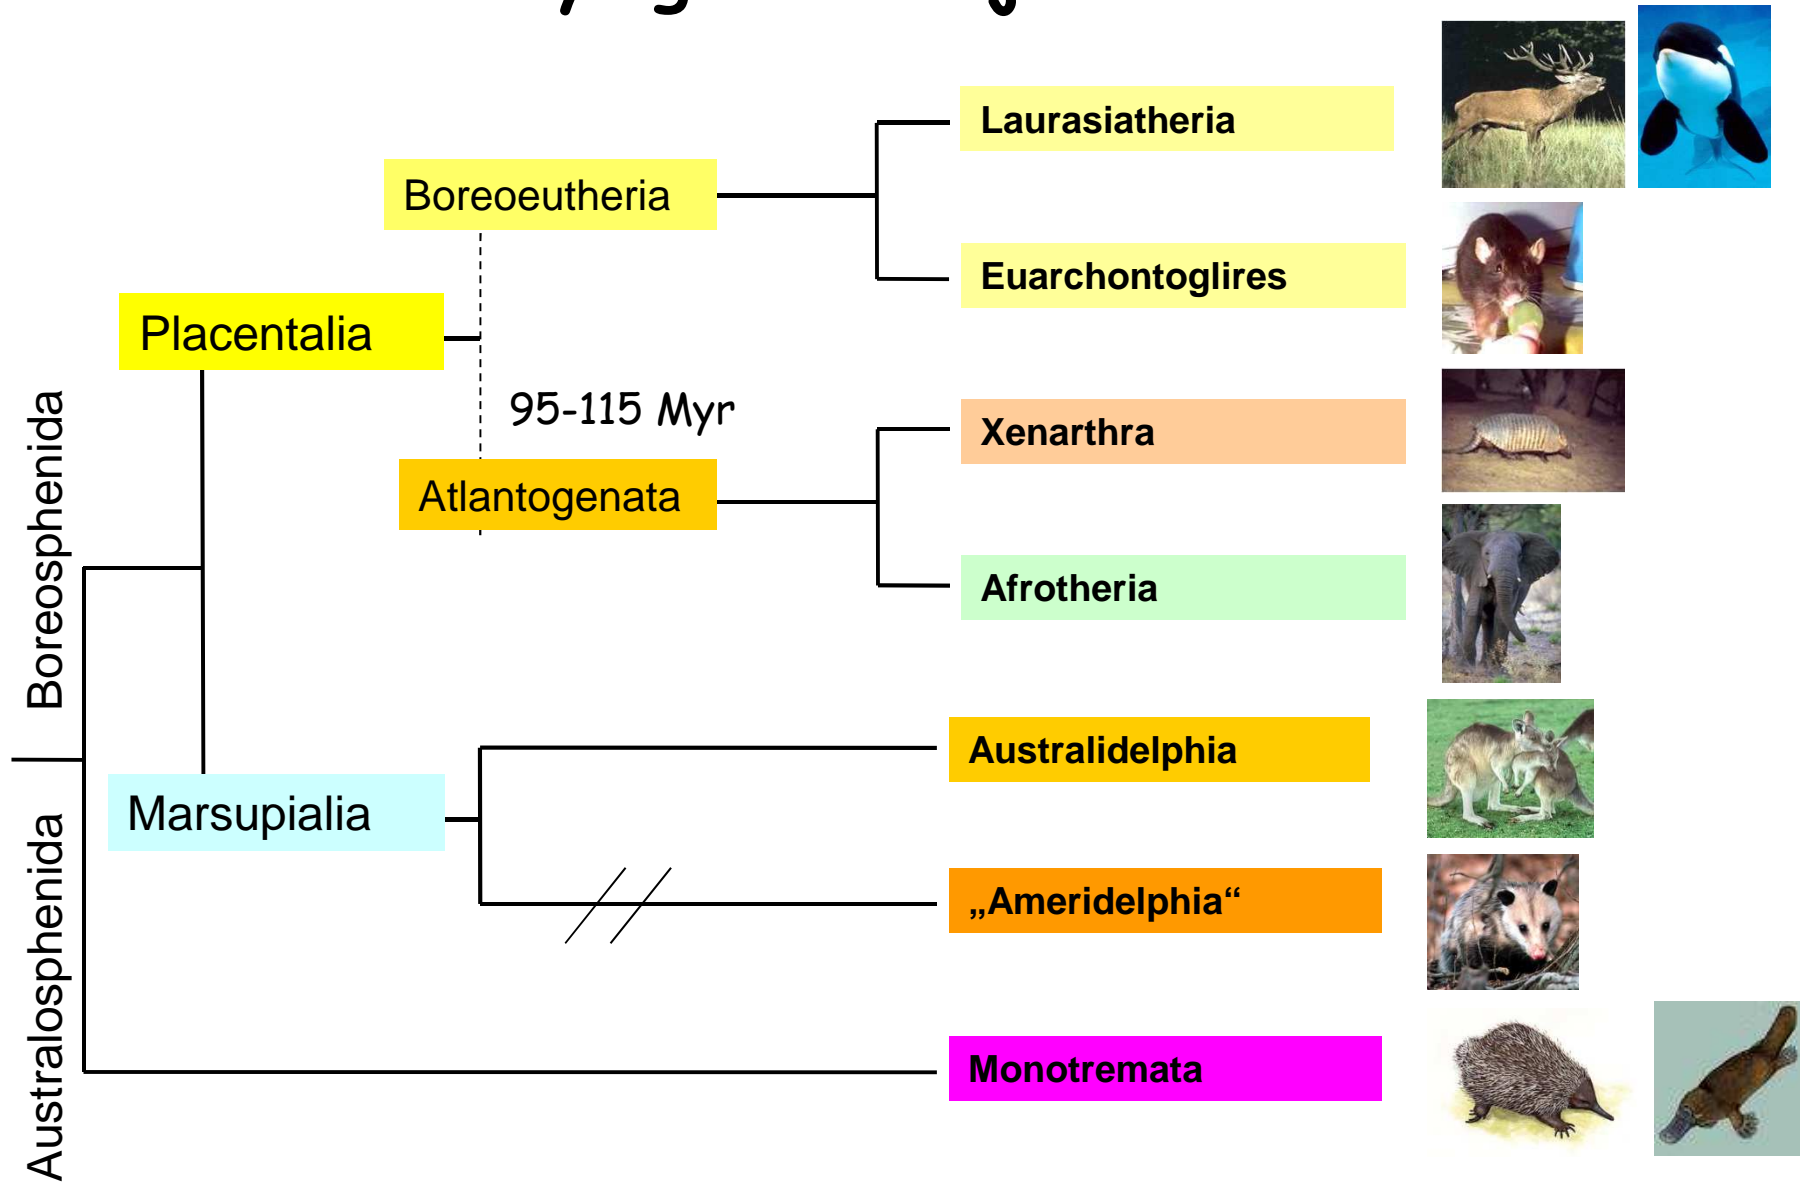 Laurasiatheria
Boreoeutheria
Euarchontoglires
Placentalia
95-115 Myr
Xenarthra
Atlantogenata
Afrotheria
Boreosphenida
Australidelphia
Marsupialia
„Ameridelphia“
Australosphenida
Monotremata